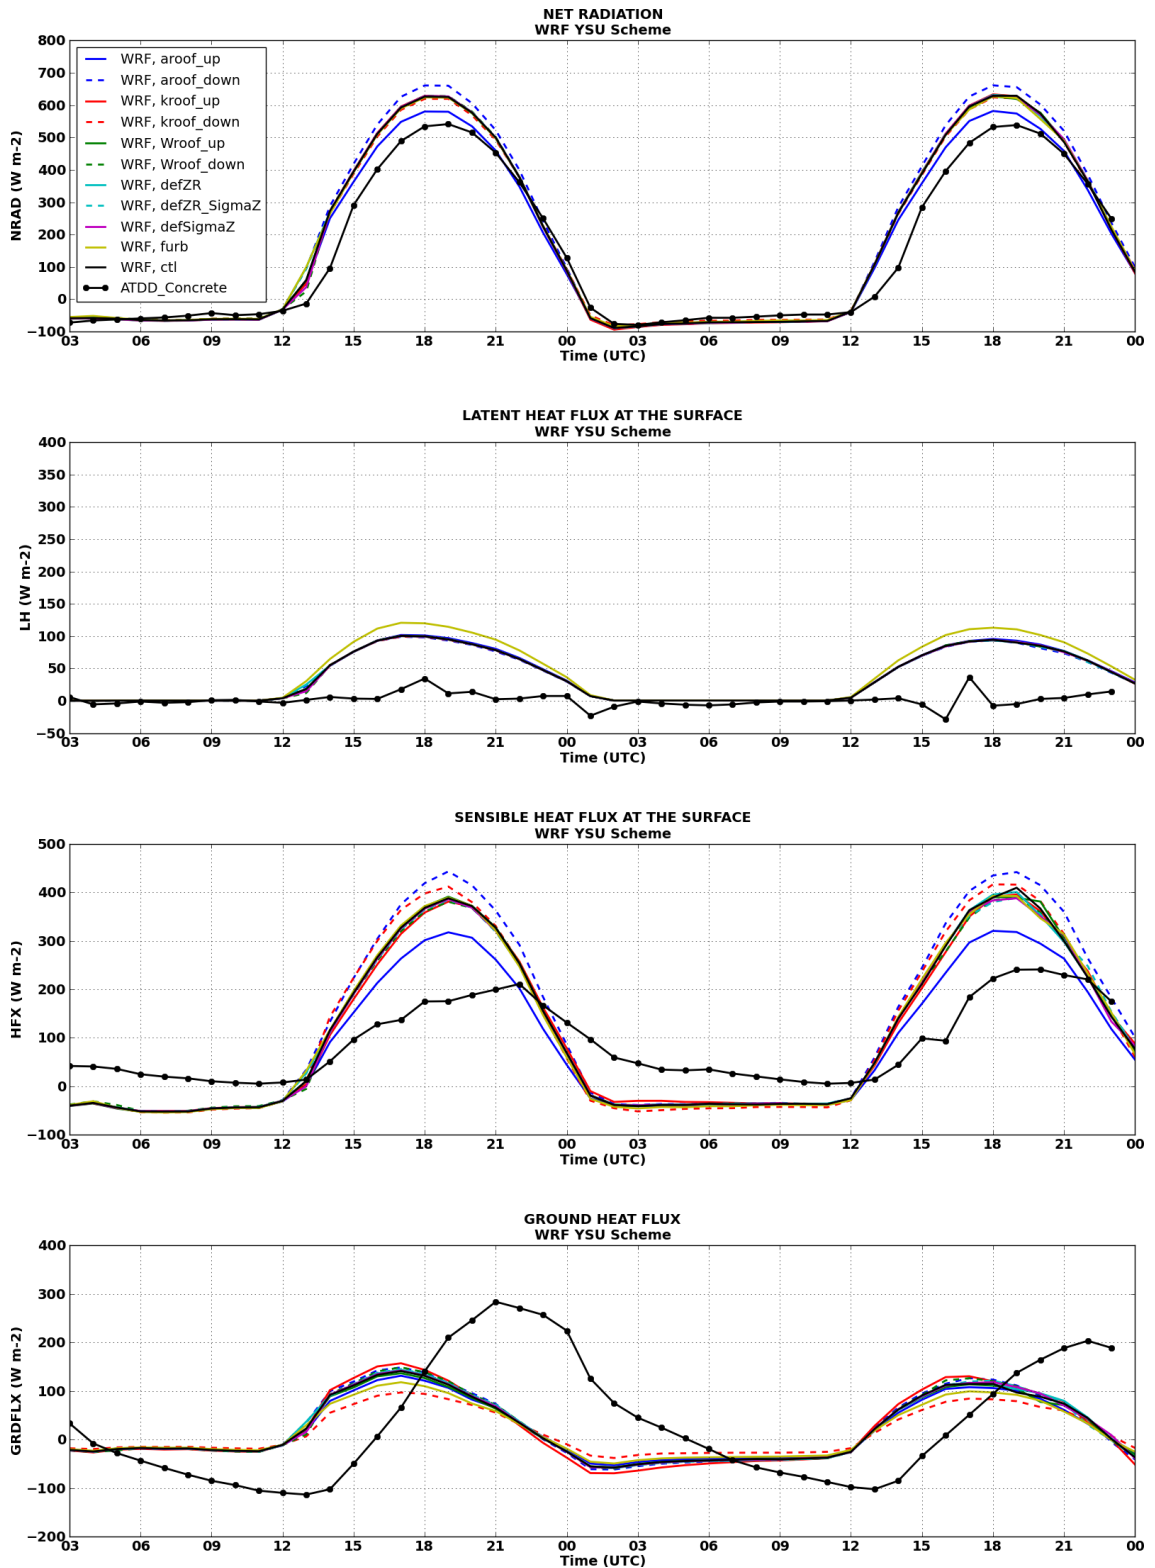 NET RADIATION
WRF YSU Scheme
800
700
600
500
400
300
200
100
0
−100
NRAD (W m-2)
WRF, aroof_up
WRF, aroof_down
WRF, kroof_up
WRF, kroof_down
WRF, Wroof_up
WRF, Wroof_down
WRF, defZR
WRF, defZR_SigmaZ
WRF, defSigmaZ
WRF, furb
WRF, ctl
ATDD_Concrete
03 06 09 12 15 18 21 00 03 06 09 12 15 18 21 00
Time (UTC)
LATENT HEAT FLUX AT THE SURFACE
WRF YSU Scheme
400
350
300
250
200
150
100
50
0
−50
LH (W m-2)
03 06 09 12 15 18 21 00 03 06 09 12 15 18 21 00
Time (UTC)
SENSIBLE HEAT FLUX AT THE SURFACE
WRF YSU Scheme
500
400
300
200
100
0
−100
HFX (W m-2)
03 06 09 12 15 18 21 00 03 06 09 12 15 18 21 00
Time (UTC)
GROUND HEAT FLUX
WRF YSU Scheme
400
300
200
100
0
−100
−200
GRDFLX (W m-2)
03 06 09 12 15 18 21 00 03 06 09 12 15 18 21 00
Time (UTC)